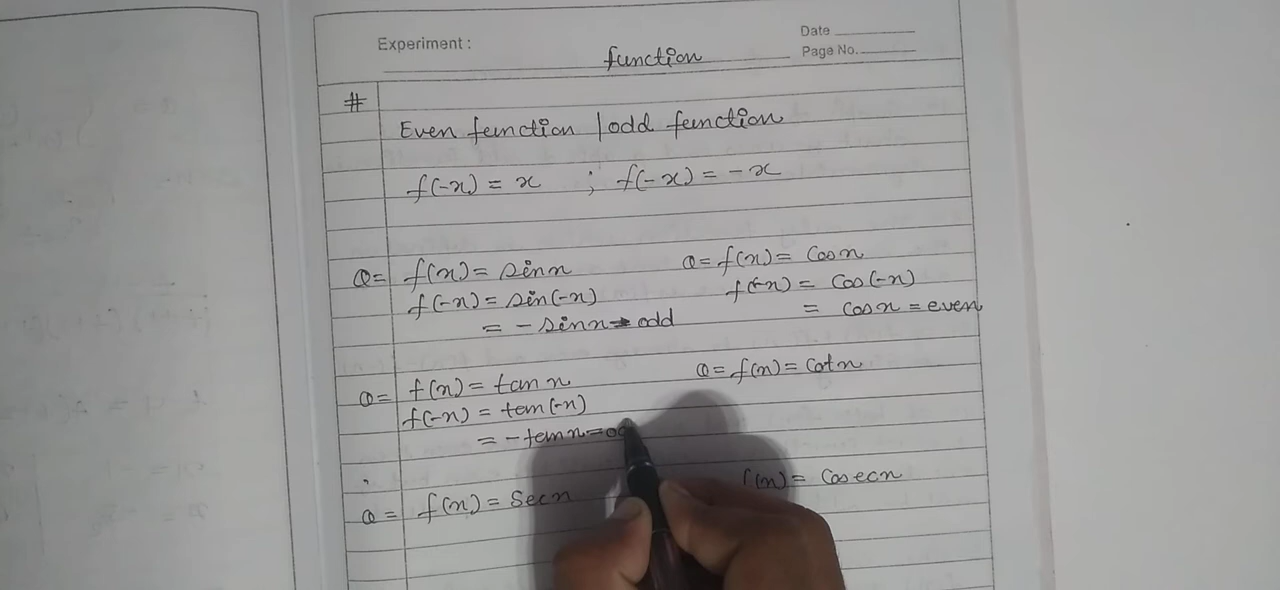 Experiment :
function
Date
Page No.
#
Even function / odd function
f(-x) = x ; f(-x) = -x
Q= f(x) = sinx
f(-x) = sin(-x)
= - sinx = odd
Q= f(x) = Cosx
f(-x) = Cos(-x)
= Cosx = even
Q= f(x) = tanx
f(-x) = tan(-x)
= - tanx =
Q= f(x) = Cotx
Q= f(x) = Secx
f(x) = Cosecx